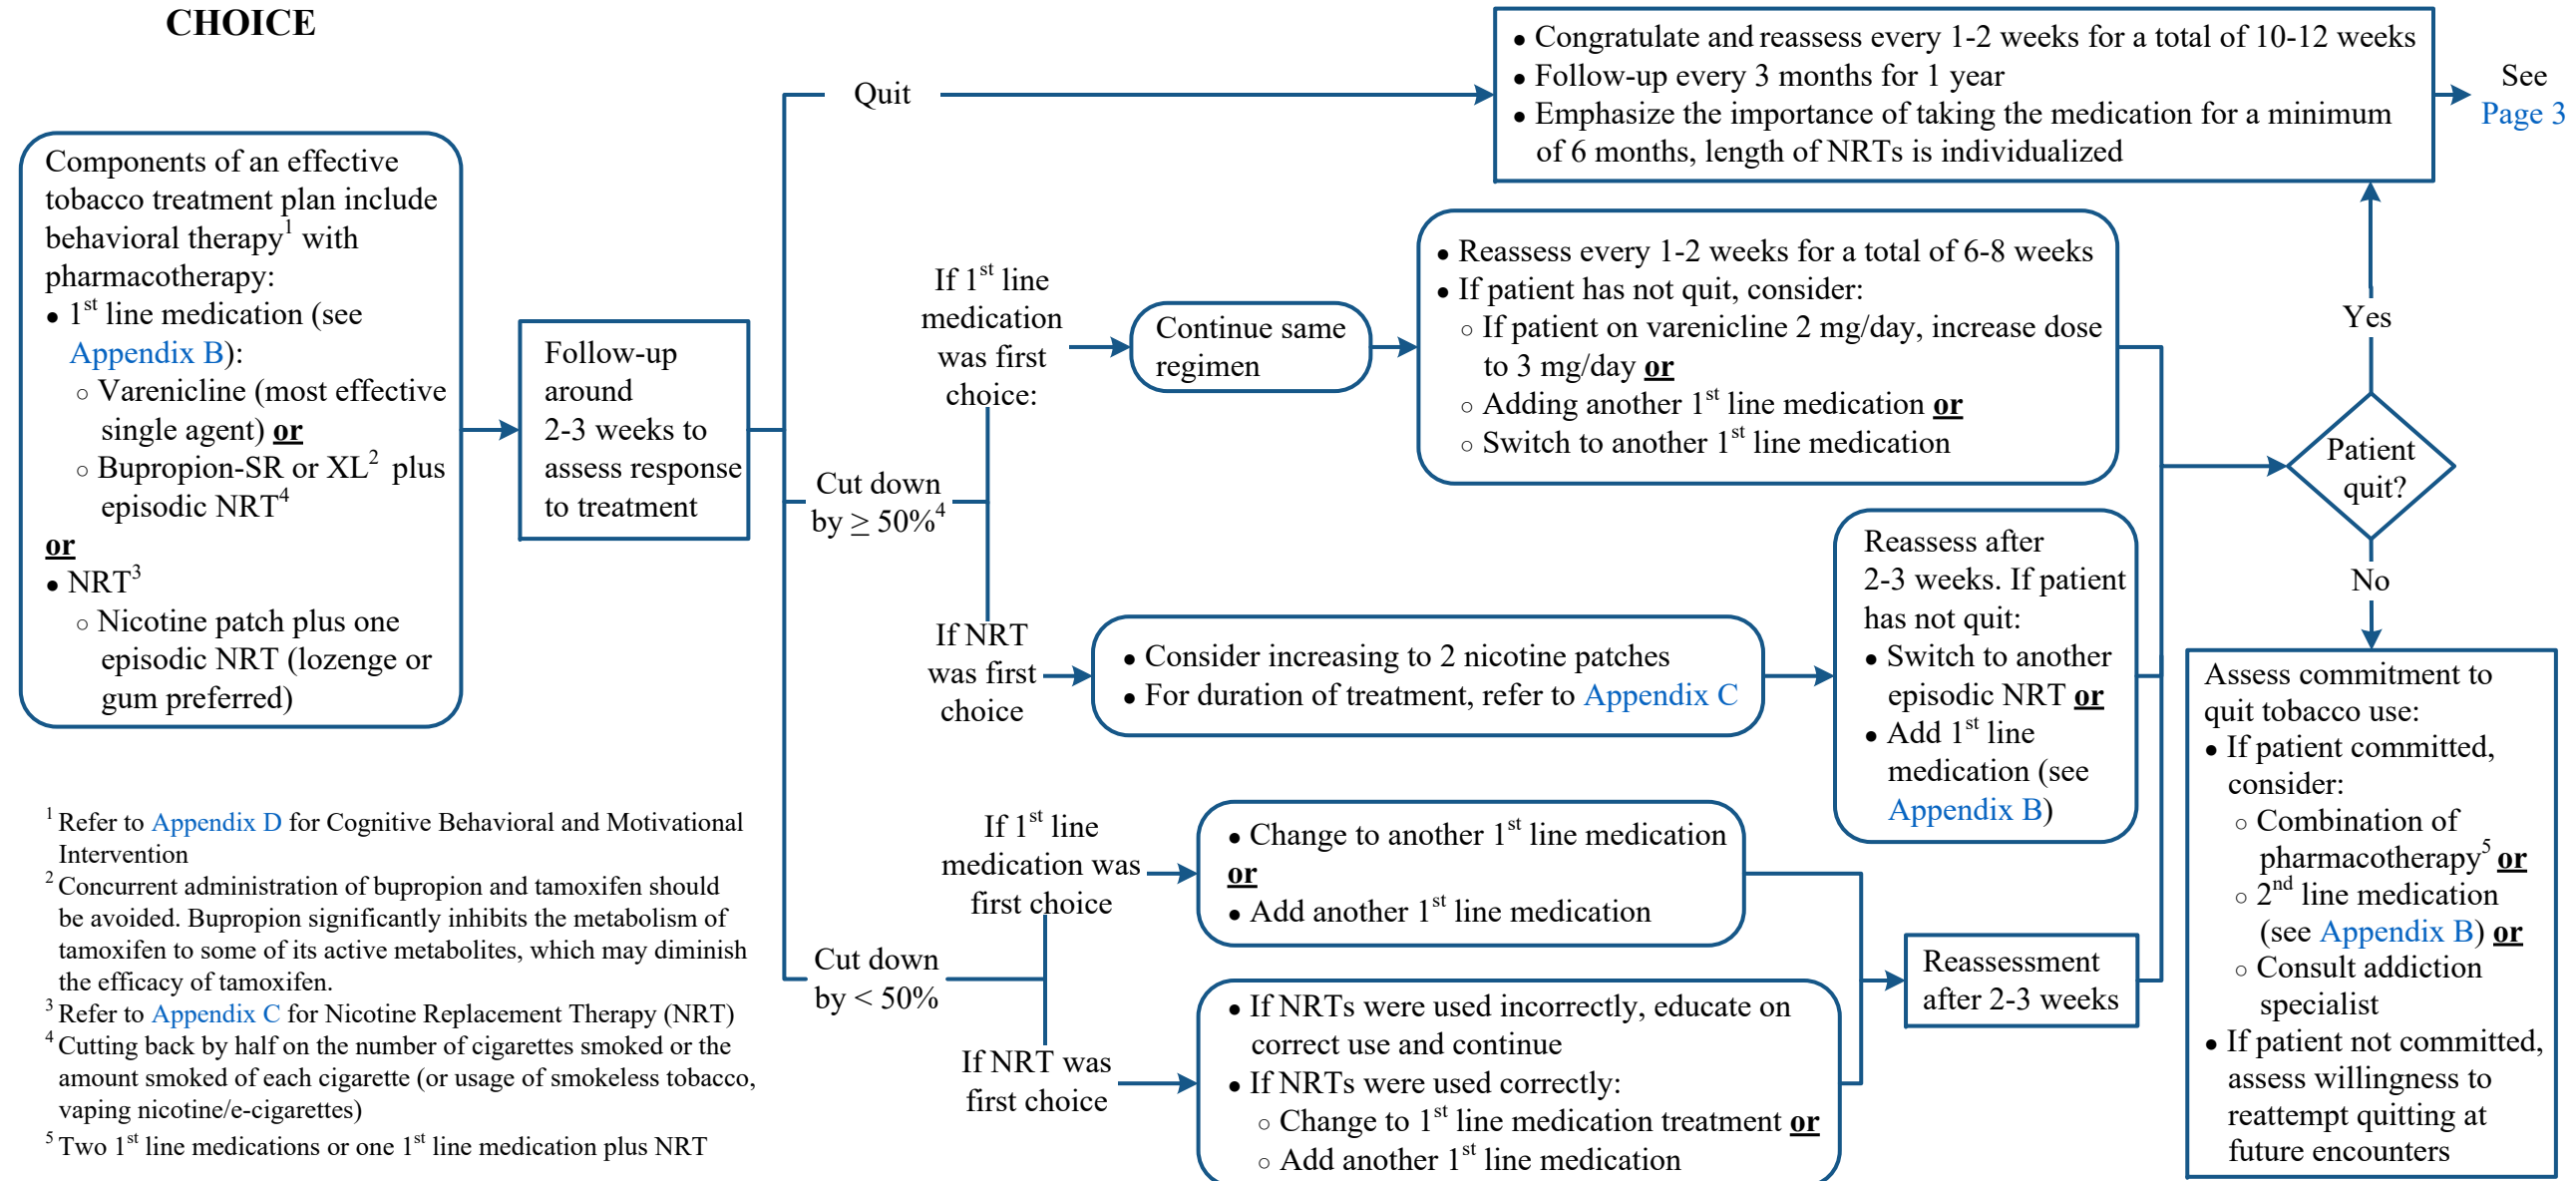 CHOICE
Components of an effective
tobacco treatment plan include
behavioral therapy1 with
pharmacotherapy:
● 1st line medication (see
Appendix B):
○ Varenicline (most effective
single agent) or
○ Bupropion-SR or XL2 plus
episodic NRT4
or
● NRT3
○ Nicotine patch plus one
episodic NRT (lozenge or
gum preferred)
Follow-up
around
2-3 weeks to
assess response
to treatment
Quit
● Congratulate and reassess every 1-2 weeks for a total of 10-12 weeks
● Follow-up every 3 months for 1 year
● Emphasize the importance of taking the medication for a minimum
of 6 months, length of NRTs is individualized
See
Page 3
Cut down
by ≥ 50%4
If 1st line
medication
was first
choice:
Continue same
regimen
● Reassess every 1-2 weeks for a total of 6-8 weeks
● If patient has not quit, consider:
○ If patient on varenicline 2 mg/day, increase dose
to 3 mg/day or
○ Adding another 1st line medication or
○ Switch to another 1st line medication
If NRT
was first
choice
● Consider increasing to 2 nicotine patches
● For duration of treatment, refer to Appendix C
Reassess after
2-3 weeks. If patient
has not quit:
● Switch to another
episodic NRT or
● Add 1st line
medication (see
Appendix B)
Cut down
by < 50%
If 1st line
medication was
first choice
● Change to another 1st line medication
or
● Add another 1st line medication
If NRT was
first choice
● If NRTs were used incorrectly, educate on
correct use and continue
● If NRTs were used correctly:
○ Change to 1st line medication treatment or
○ Add another 1st line medication
Reassessment
after 2-3 weeks
Patient
quit?
Yes
No
Assess commitment to
quit tobacco use:
● If patient committed,
consider:
○ Combination of
pharmacotherapy5 or
○ 2nd line medication
(see Appendix B) or
○ Consult addiction
specialist
● If patient not committed,
assess willingness to
reattempt quitting at
future encounters
1 Refer to Appendix D for Cognitive Behavioral and Motivational
Intervention
2 Concurrent administration of bupropion and tamoxifen should
be avoided. Bupropion significantly inhibits the metabolism of
tamoxifen to some of its active metabolites, which may diminish
the efficacy of tamoxifen.
3 Refer to Appendix C for Nicotine Replacement Therapy (NRT)
4 Cutting back by half on the number of cigarettes smoked or the
amount smoked of each cigarette (or usage of smokeless tobacco,
vaping nicotine/e-cigarettes)
5 Two 1st line medications or one 1st line medication plus NRT